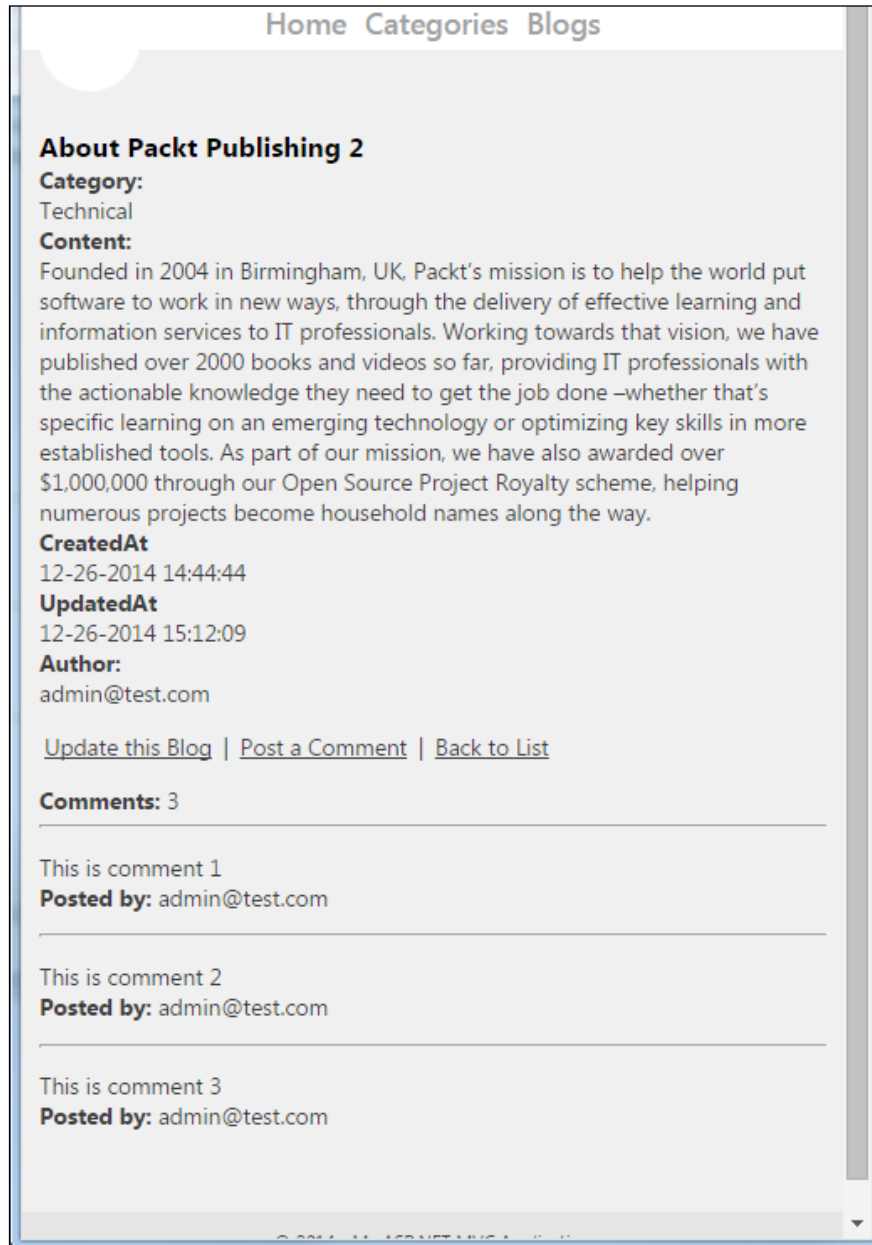 Home Categories Blogs
About Packt Publishing 2
Category:
Technical
Content:
Founded in 2004 in Birmingham, UK, Packt’s mission is to help the world put
software to work in new ways, through the delivery of effective learning and
information services to IT professionals. Working towards that vision, we have
published over 2000 books and videos so far, providing IT professionals with
the actionable knowledge they need to get the job done –whether that’s
specific learning on an emerging technology or optimizing key skills in more
established tools. As part of our mission, we have also awarded over
$1,000,000 through our Open Source Project Royalty scheme, helping
numerous projects become household names along the way.
CreatedAt
12-26-2014 14:44:44
UpdatedAt
12-26-2014 15:12:09
Author:
admin@test.com
Update this Blog | Post a Comment | Back to List
Comments: 3
This is comment 1
Posted by: admin@test.com
This is comment 2
Posted by: admin@test.com
This is comment 3
Posted by: admin@test.com